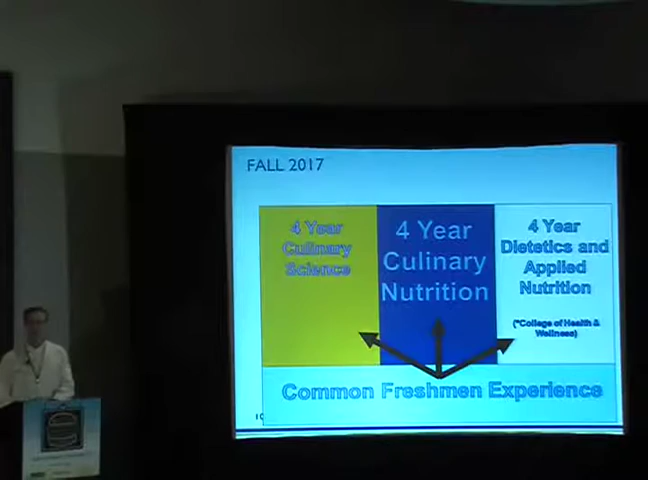 FALL 2017
4 Year
Culinary
Science
4 Year
Culinary
Nutrition
4 Year
Dietetics and
Applied
Nutrition
(*College of Health &
Wellness)
Common Freshmen Experience